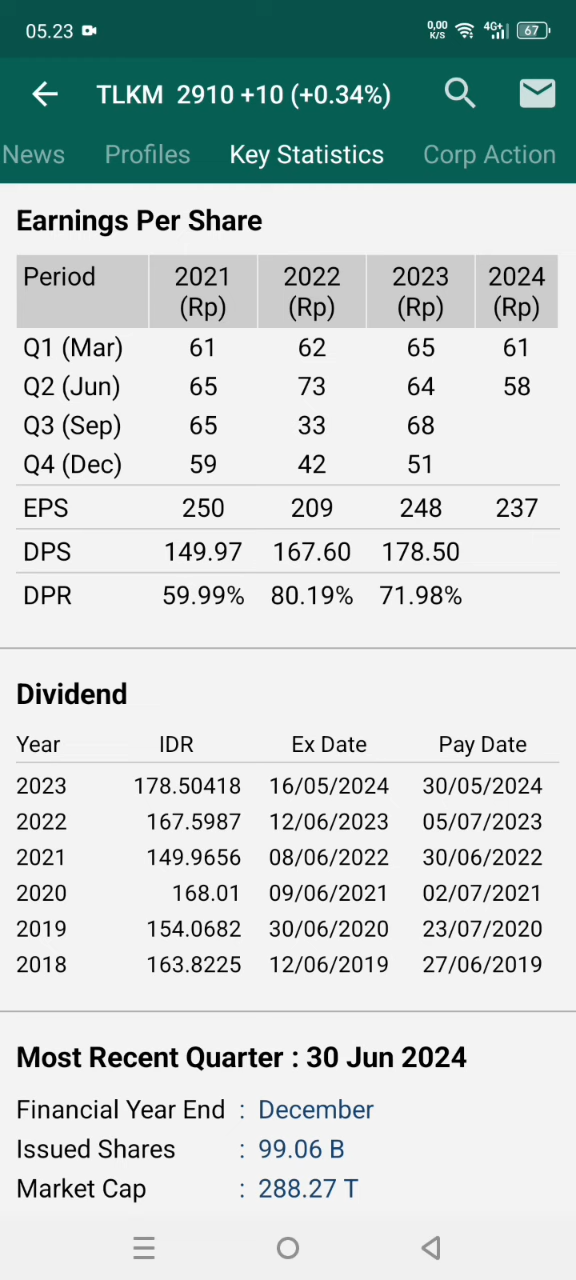 05.23 0,00 K/S 4G+ 67
TLKM 2910 +10 (+0.34%)
News Profiles Key Statistics Corp Action
Earnings Per Share
Period 2021 (Rp) 2022 (Rp) 2023 (Rp) 2024 (Rp)
Q1 (Mar) 61 62 65 61
Q2 (Jun) 65 73 64 58
Q3 (Sep) 65 33 68
Q4 (Dec) 59 42 51
EPS 250 209 248 237
DPS 149.97 167.60 178.50
DPR 59.99% 80.19% 71.98%
Dividend
Year IDR Ex Date Pay Date
2023 178.50418 16/05/2024 30/05/2024
2022 167.5987 12/06/2023 05/07/2023
2021 149.9656 08/06/2022 30/06/2022
2020 168.01 09/06/2021 02/07/2021
2019 154.0682 30/06/2020 23/07/2020
2018 163.8225 12/06/2019 27/06/2019
Most Recent Quarter : 30 Jun 2024
Financial Year End : December
Issued Shares : 99.06 B
Market Cap : 288.27 T